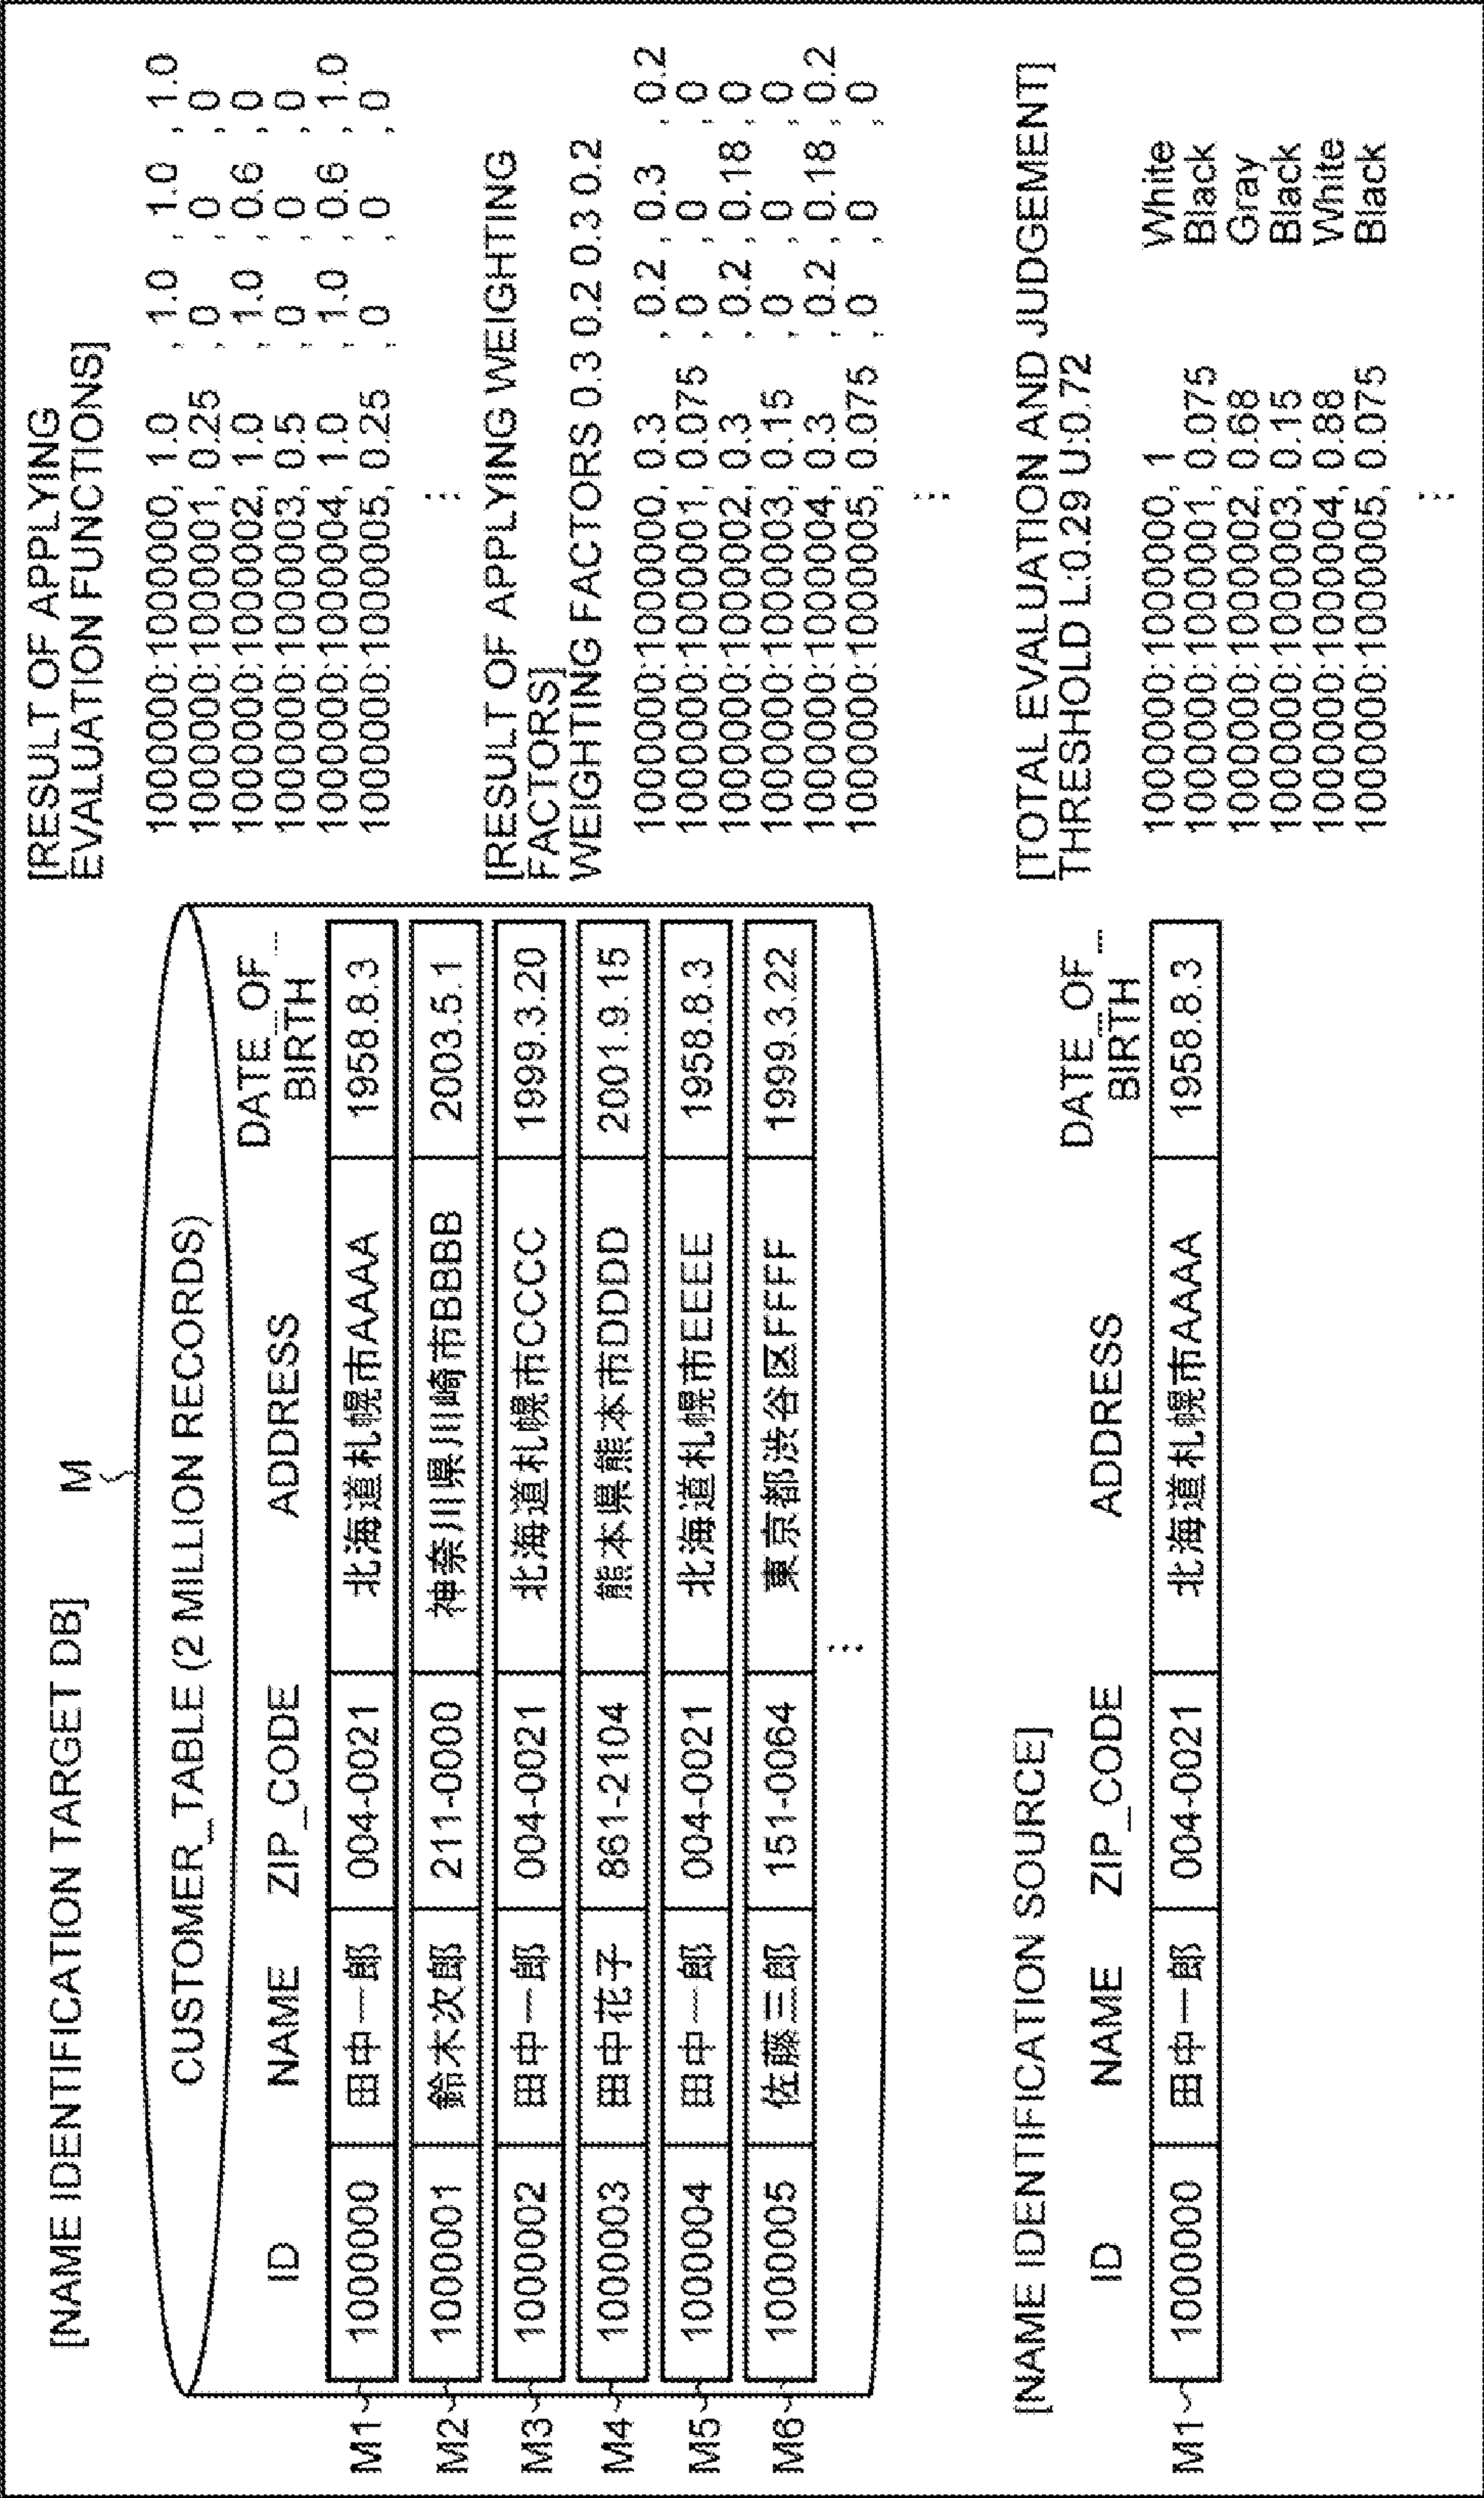 [NAME IDENTIFICATION TARGET DB]
M
CUSTOMER_TABLE (2 MILLION RECORDS)
ID NAME ZIP_CODE ADDRESS DATE_OF_
BIRTH
M1 1000000 田中一郎 004-0021 北海道札幌市AAAA 1958.8.3
M2 1000001 鈴木次郎 211-0000 神奈川県川崎市BBBB 2003.5.1
M3 1000002 田中一郎 004-0021 北海道札幌市CCCC 1999.3.20
M4 1000003 田中花子 861-2104 熊本県熊本市DDDD 2001.9.15
M5 1000004 田中一郎 004-0021 北海道札幌市EEEE 1958.8.3
M6 1000005 佐藤三郎 151-0064 東京都渋谷区FFFF 1999.3.22
⋮
[NAME IDENTIFICATION SOURCE]
ID NAME ZIP_CODE ADDRESS DATE_OF_
BIRTH
M1 1000000 田中一郎 004-0021 北海道札幌市AAAA 1958.8.3
[RESULT OF APPLYING
EVALUATION FUNCTIONS]
1000000:1000000, 1.0 , 1.0 , 1.0 , 1.0
1000000:1000001, 0.25 , 0 , 0 , 0
1000000:1000002, 1.0 , 1.0 , 0.6 , 0
1000000:1000003, 0.5 , 0 , 0 , 0
1000000:1000004, 1.0 , 1.0 , 0.6 , 1.0
1000000:1000005, 0.25 , 0 , 0 , 0
⋮
[RESULT OF APPLYING WEIGHTING
FACTORS]
WEIGHTING FACTORS 0.3 0.2 0.3 0.2
1000000:1000000, 0.3 , 0.2 , 0.3 , 0.2
1000000:1000001, 0.075 , 0 , 0 , 0
1000000:1000002, 0.3 , 0.2 , 0.18 , 0
1000000:1000003, 0.15 , 0 , 0 , 0
1000000:1000004, 0.3 , 0.2 , 0.18 , 0.2
1000000:1000005, 0.075 , 0 , 0 , 0
⋮
[TOTAL EVALUATION AND JUDGEMENT]
THRESHOLD L:0.29 U:0.72
1000000:1000000, 1 White
1000000:1000001, 0.075 Black
1000000:1000002, 0.68 Gray
1000000:1000003, 0.15 Black
1000000:1000004, 0.88 White
1000000:1000005, 0.075 Black
⋮